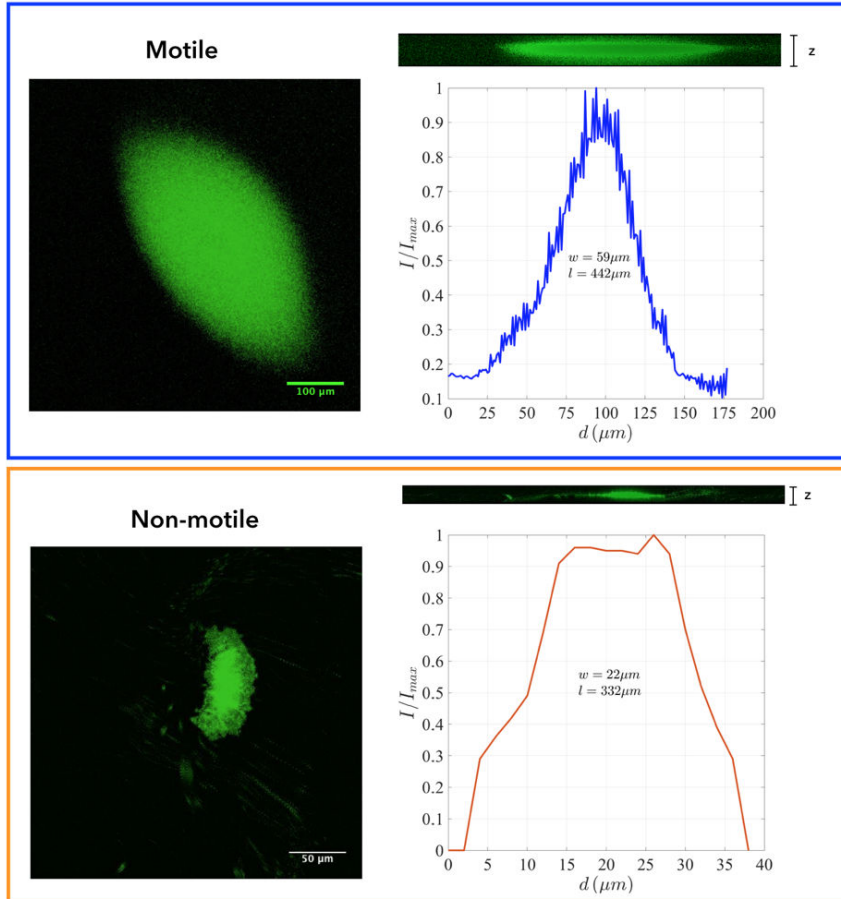 Motile
z
100 µm
1
0.9
0.8
0.7
0.6
0.5
0.4
0.3
0.2
0.1
I/I_max
w = 59µm
l = 442µm
0 25 50 75 100 125 150 175 200
d (µm)
Non-motile
z
50 µm
1
0.9
0.8
0.7
0.6
0.5
0.4
0.3
0.2
0.1
0
I/I_max
w = 22µm
l = 332µm
0 5 10 15 20 25 30 35 40
d (µm)